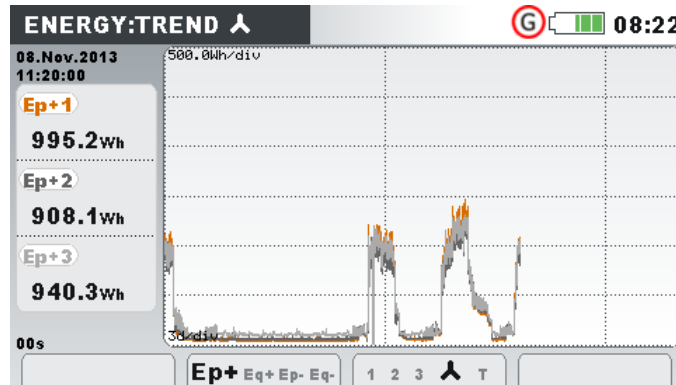 ENERGY:TREND
G
08:22
08.Nov.2013
11:20:00
500.0Wh/div
Ep+1
995.2Wh
Ep+2
908.1Wh
Ep+3
940.3Wh
00s
3d/div
Ep+ Eq+ Ep- Eq-
1 2 3 T